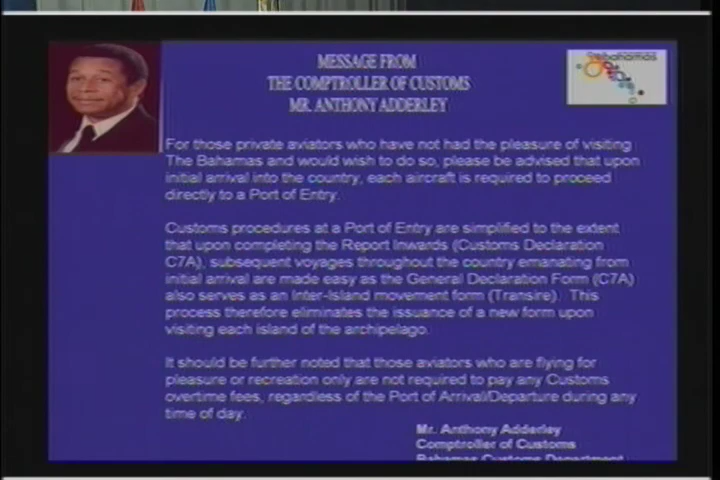 MESSAGE FROM
THE COMPTROLLER OF CUSTOMS
MR. ANTHONY ADDERLEY
bahamas
For those private aviators who have not had the pleasure of visiting
The Bahamas and would wish to do so, please be advised that upon
initial arrival into the country, each aircraft is required to proceed
directly to a Port of Entry.
Customs procedures at a Port of Entry are simplified to the extent
that upon completing the Report Inwards (Customs Declaration
C7A), subsequent voyages throughout the country emanating from
initial arrival are made easy as the General Declaration Form (C7A)
also serves as an Inter-Island movement form (Transire). This
process therefore eliminates the issuance of a new form upon
visiting each island of the archipelago.
It should be further noted that those aviators who are flying for
pleasure or recreation only are not required to pay any Customs
overtime fees, regardless of the Port of Arrival/Departure during any
time of day.
Mr. Anthony Adderley
Comptroller of Customs
Bahamas Customs Department